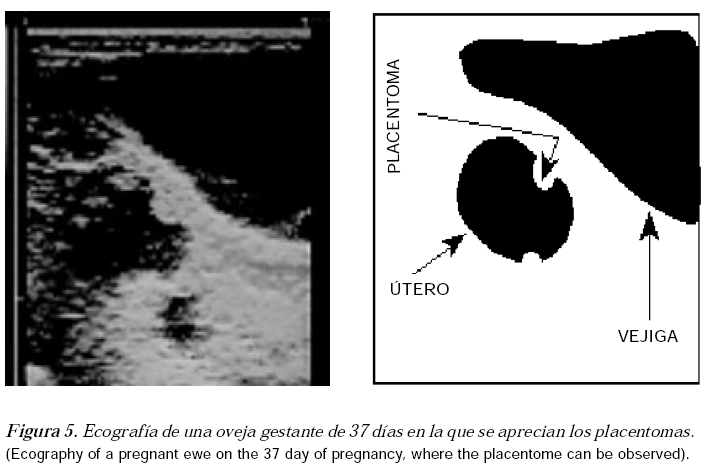 PLACENTOMA
ÚTERO
VEJIGA
Figura 5. Ecografía de una oveja gestante de 37 días en la que se aprecian los placentomas.
(Ecography of a pregnant ewe on the 37 day of pregnancy, where the placentome can be observed).